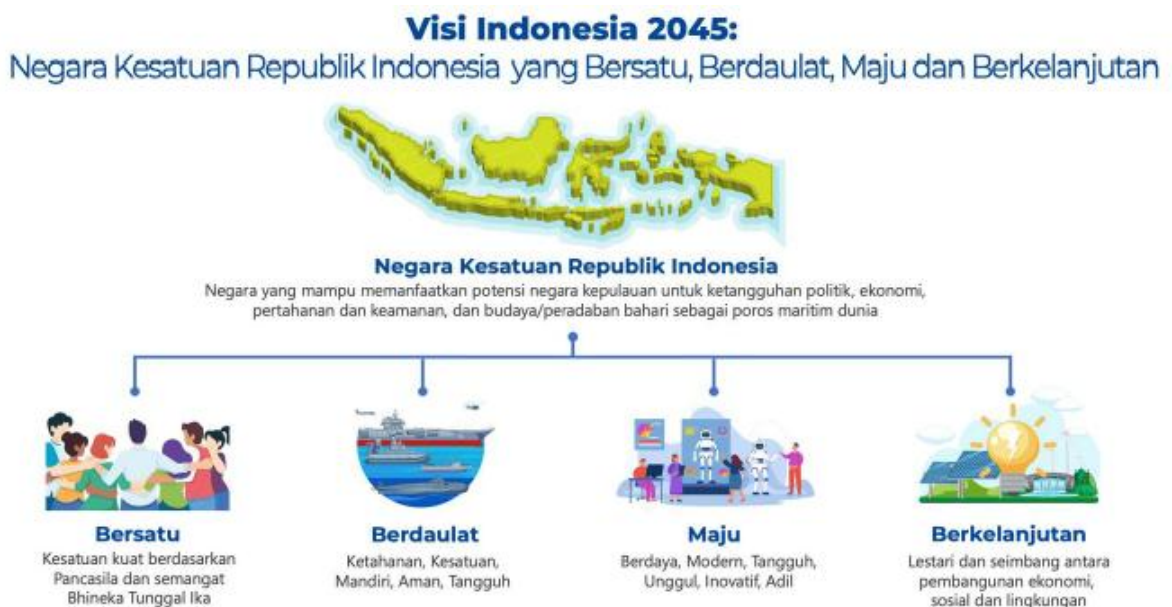 Visi Indonesia 2045:
Negara Kesatuan Republik Indonesia yang Bersatu, Berdaulat, Maju dan Berkelanjutan
Negara Kesatuan Republik Indonesia
Negara yang mampu memanfaatkan potensi negara kepulauan untuk ketangguhan politik, ekonomi,
pertahanan dan keamanan, dan budaya/peradaban bahari sebagai poros maritim dunia
Bersatu
Kesatuan kuat berdasarkan
Pancasila dan semangat
Bhineka Tunggal Ika
Berdaulat
Ketahanan, Kesatuan,
Mandiri, Aman, Tangguh
Maju
Berdaya, Modern, Tangguh,
Unggul, Inovatif, Adil
Berkelanjutan
Lestari dan seimbang antara
pembangunan ekonomi,
sosial dan lingkungan